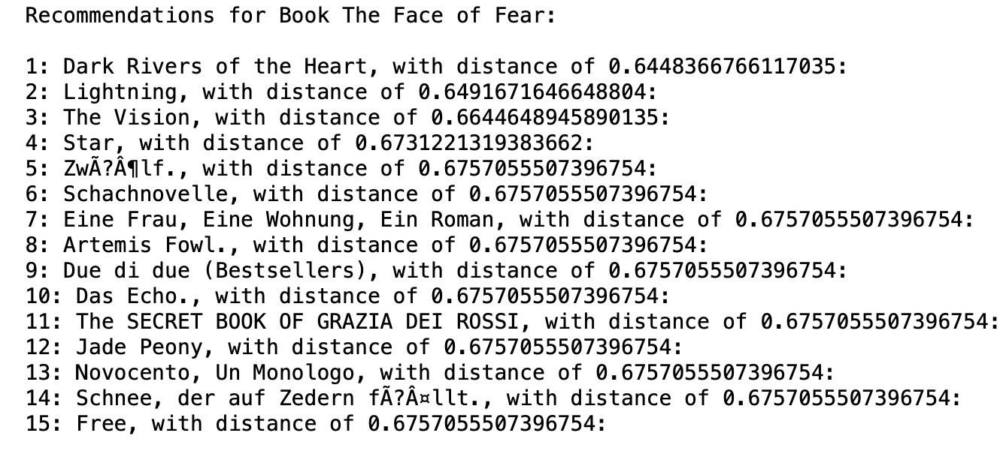 Recommendations for Book The Face of Fear:
1: Dark Rivers of the Heart, with distance of 0.6448366766117035:
2: Lightning, with distance of 0.6491671646648804:
3: The Vision, with distance of 0.6644648945890135:
4: Star, with distance of 0.6731221319383662:
5: ZwÃ?Â¶lf., with distance of 0.6757055507396754:
6: Schachnovelle, with distance of 0.6757055507396754:
7: Eine Frau, Eine Wohnung, Ein Roman, with distance of 0.6757055507396754:
8: Artemis Fowl., with distance of 0.6757055507396754:
9: Due di due (Bestsellers), with distance of 0.6757055507396754:
10: Das Echo., with distance of 0.6757055507396754:
11: The SECRET BOOK OF GRAZIA DEI ROSSI, with distance of 0.6757055507396754:
12: Jade Peony, with distance of 0.6757055507396754:
13: Novocento, Un Monologo, with distance of 0.6757055507396754:
14: Schnee, der auf Zedern fÃ?Â¤llt., with distance of 0.6757055507396754:
15: Free, with distance of 0.6757055507396754: